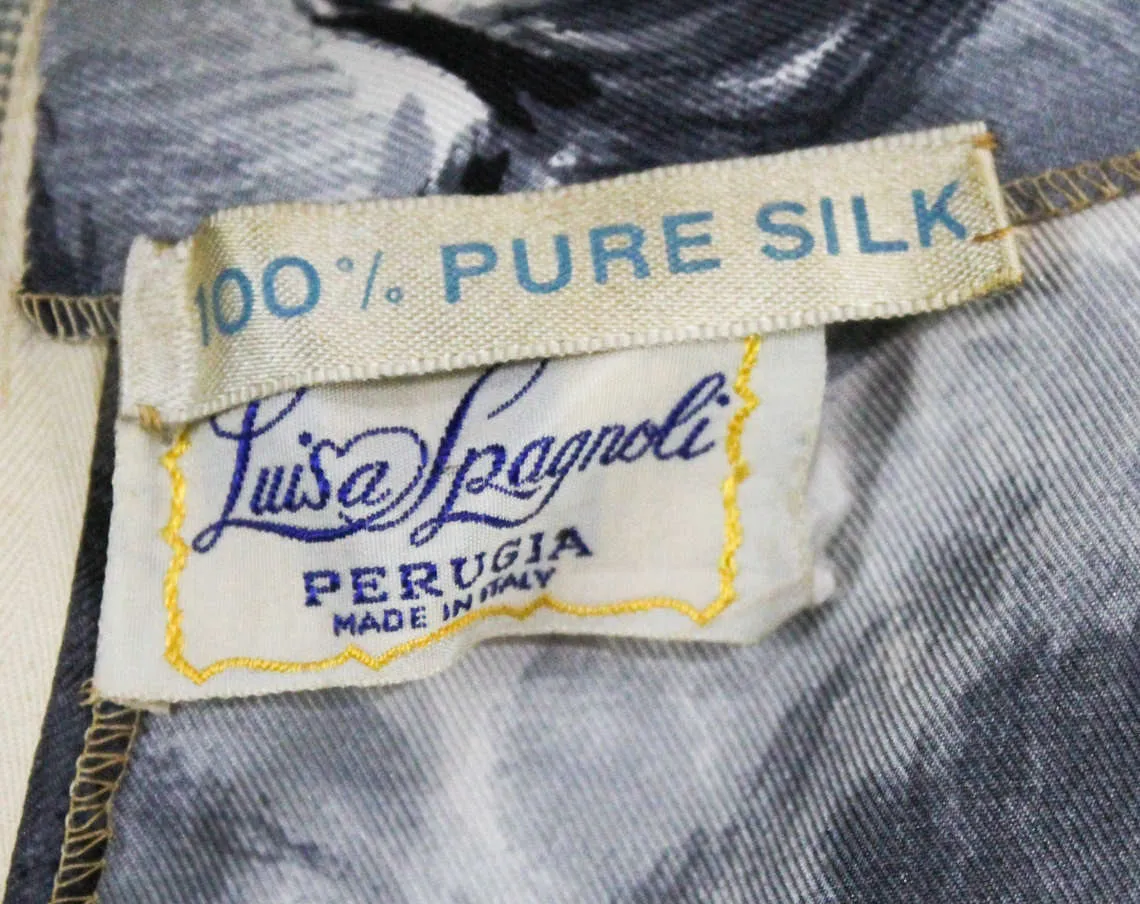 100% PURE SILK
Luisa Spagnoli
PERUGIA
MADE IN ITALY